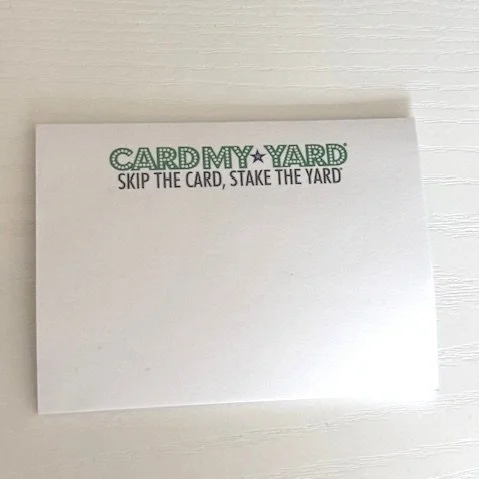 CARD MY★YARD®
SKIP THE CARD, STAKE THE YARD®